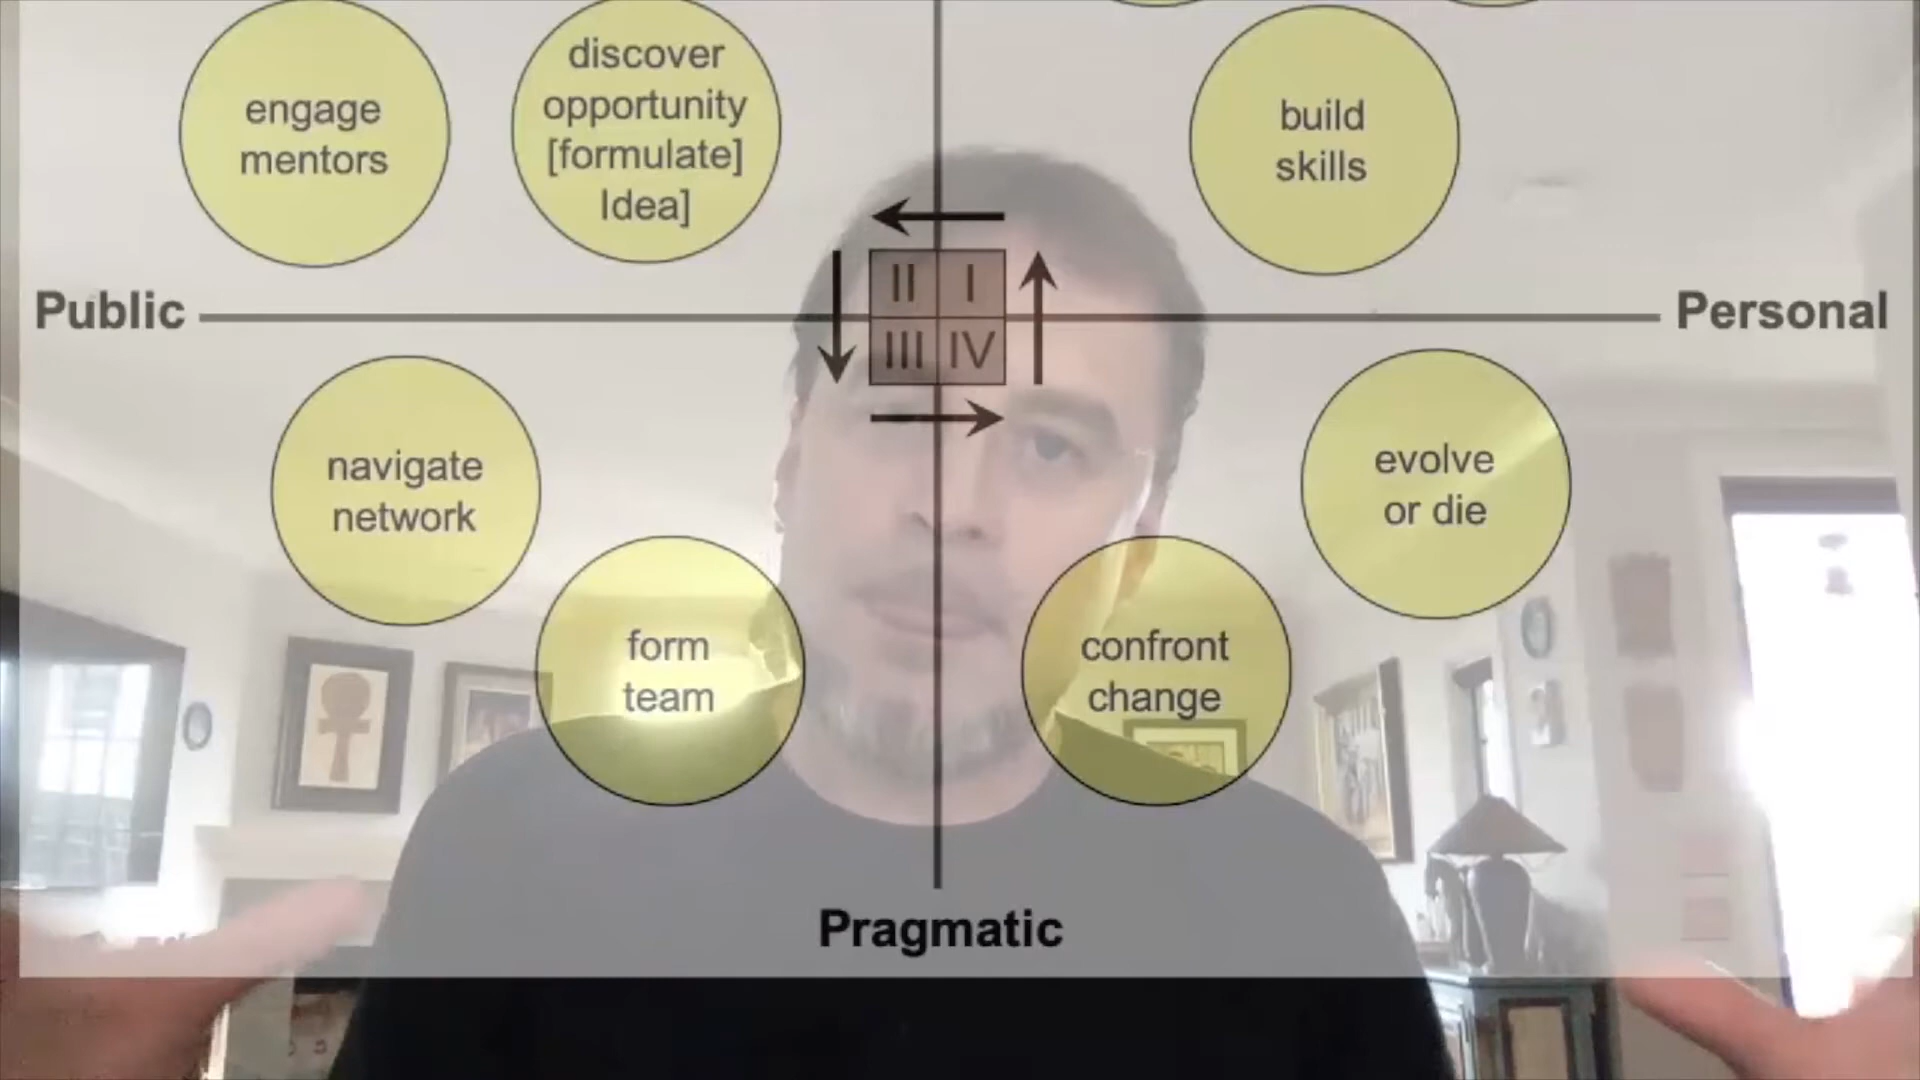 engage
mentors
discover
opportunity
[formulate]
Idea]
build
skills
II
I
III
IV
Public
Personal
navigate
network
evolve
or die
form
team
confront
change
Pragmatic